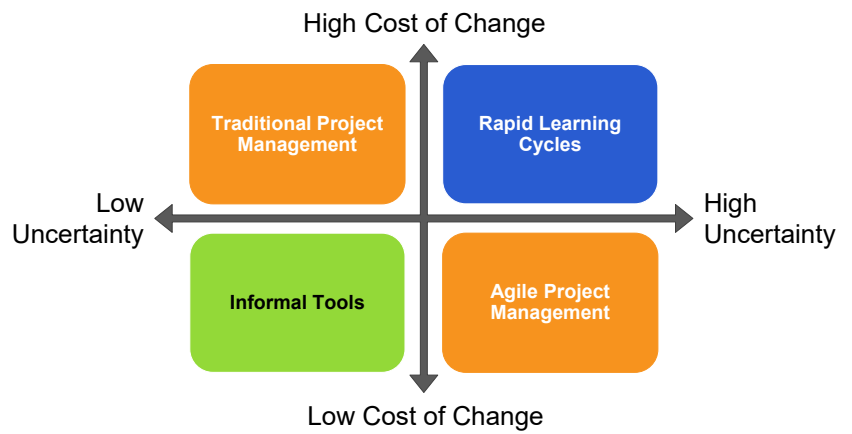 High Cost of Change
Traditional Project
Management
Rapid Learning
Cycles
Low
Uncertainty
High
Uncertainty
Informal Tools
Agile Project
Management
Low Cost of Change